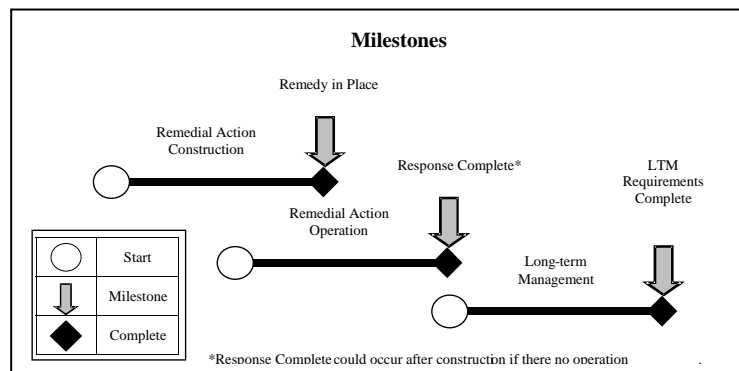 Milestones
Remedy in Place
Remedial Action
Construction
Response Complete*
LTM
Requirements
Complete
Remedial Action
Operation
Long-term
Management
Start
Milestone
Complete
*Response Complete could occur after construction if there no operation .